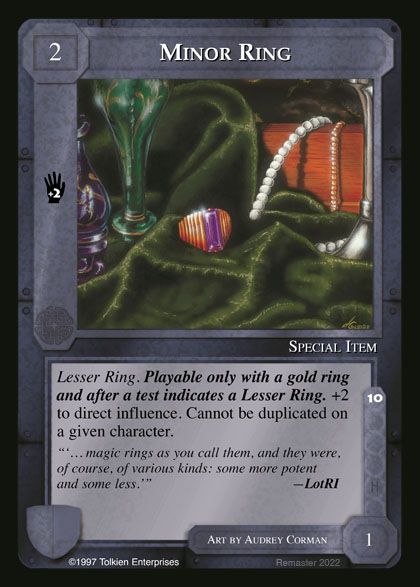 2
MINOR RING
+2
SPECIAL ITEM
Lesser Ring. Playable only with a gold ring
and after a test indicates a Lesser Ring. +2
to direct influence. Cannot be duplicated on
a given character.
10
“‘… magic rings as you call them, and they were,
of course, of various kinds: some more potent
and some less.’” –LotRI
H
ART BY AUDREY CORMAN
1
©1997 Tolkien Enterprises
Remaster 2022